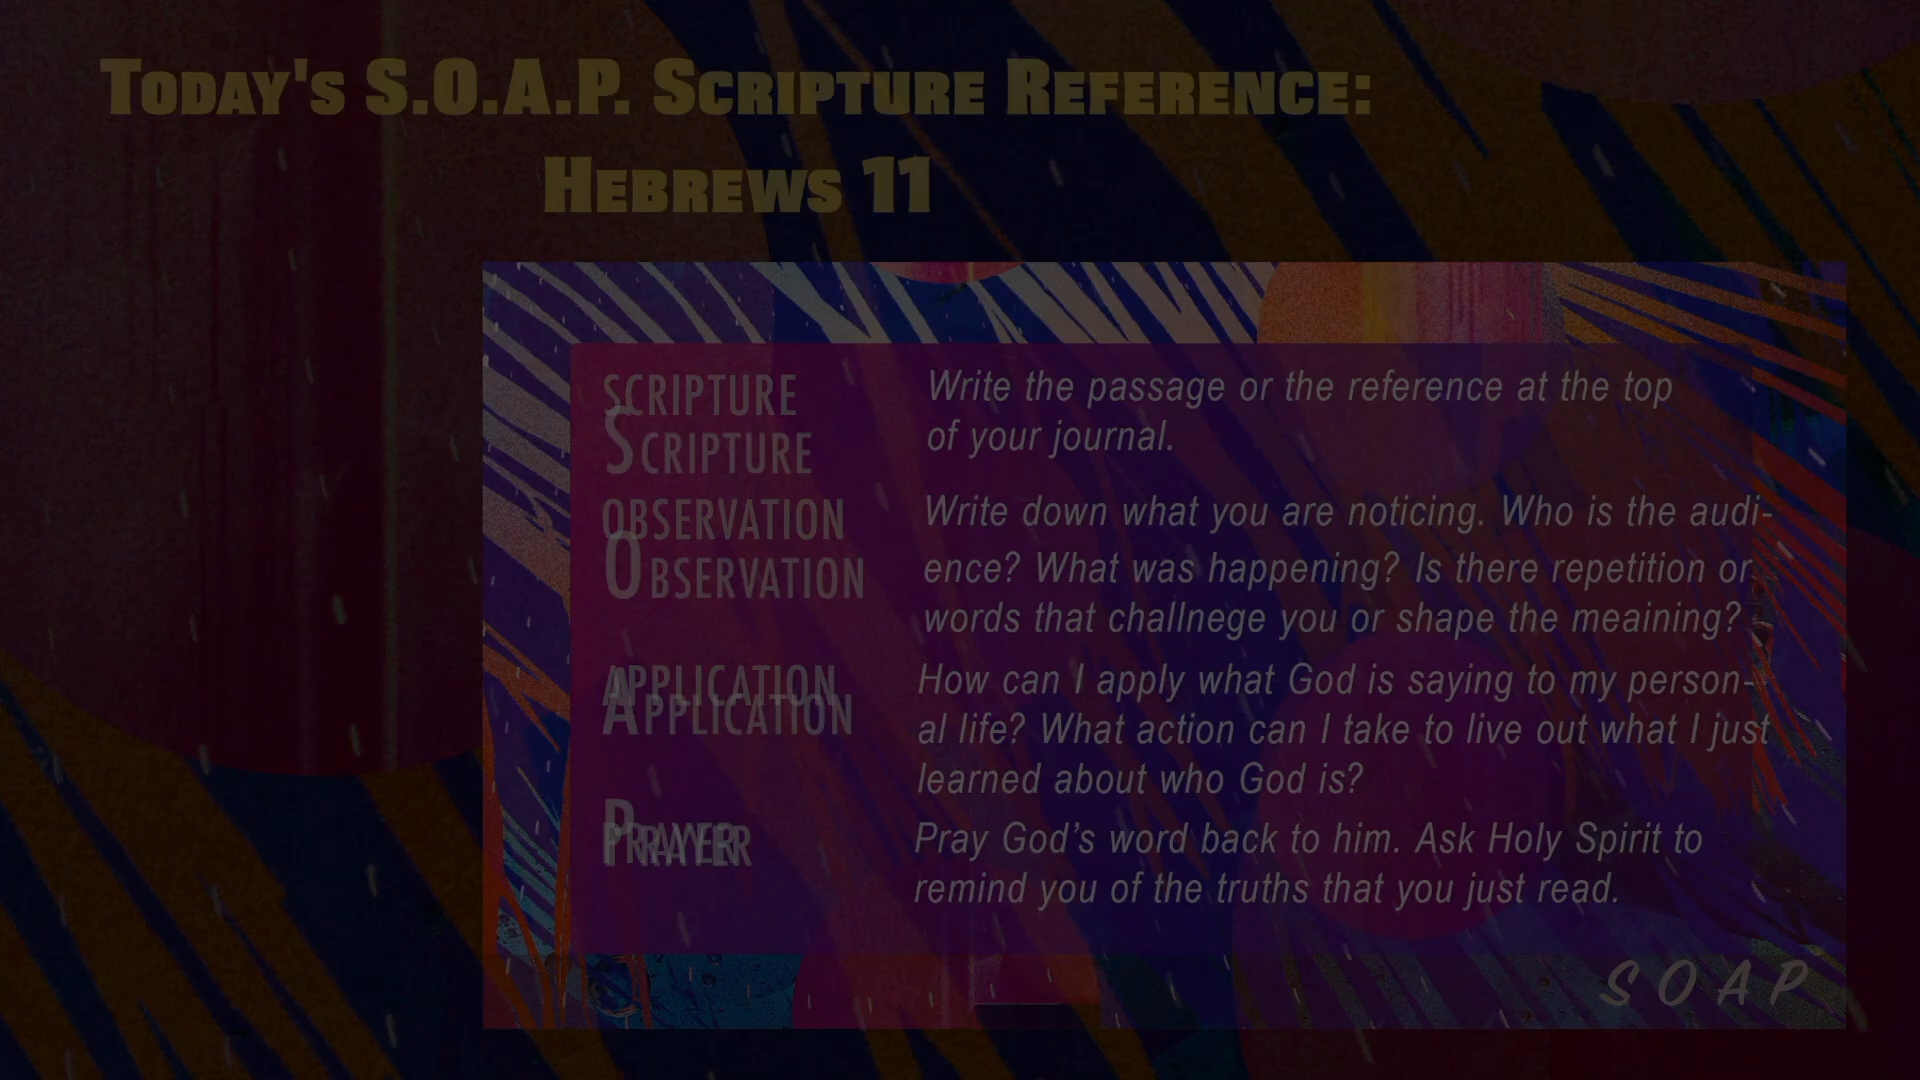 Today's S.O.A.P. Scripture Reference:
Hebrews 11
SCRIPTURE
SCRIPTURE
Write the passage or the reference at the top
of your journal.
OBSERVATION
OBSERVATION
Write down what you are noticing. Who is the audi-
ence? What was happening? Is there repetition or
words that challnege you or shape the meaining?
APPLICATION
APPLICATION
How can I apply what God is saying to my person-
al life? What action can I take to live out what I just
learned about who God is?
PRAYER
PRAYER
Pray God’s word back to him. Ask Holy Spirit to
remind you of the truths that you just read.
SOAP